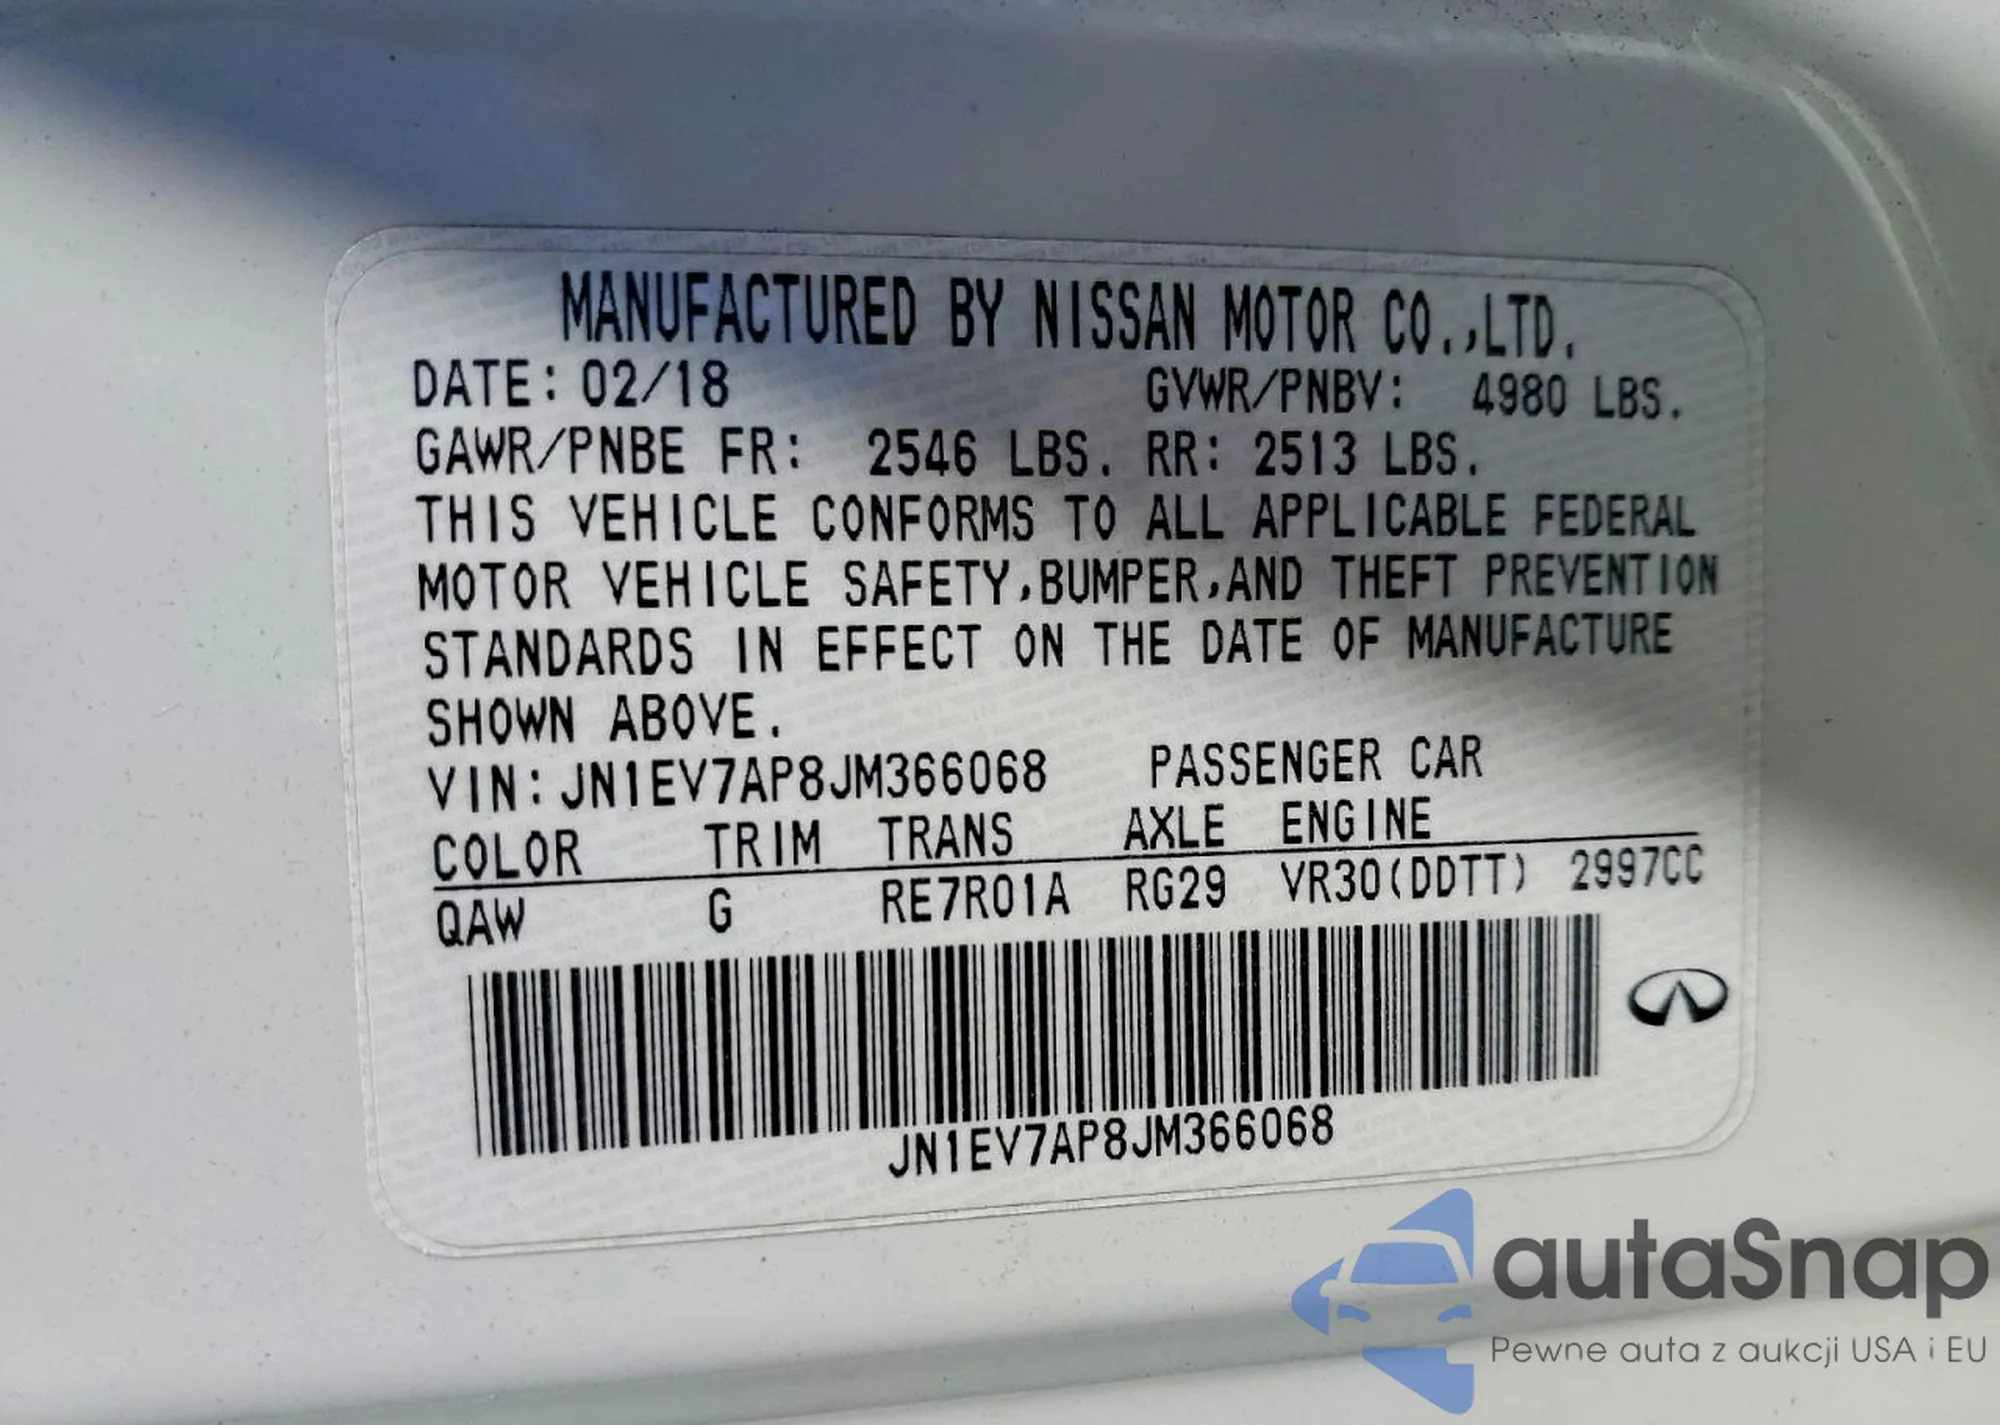 MANUFACTURED BY NISSAN MOTOR CO.,LTD.
DATE: 02/18 GVWR/PNBV: 4980 LBS.
GAWR/PNBE FR: 2546 LBS. RR: 2513 LBS.
THIS VEHICLE CONFORMS TO ALL APPLICABLE FEDERAL
MOTOR VEHICLE SAFETY,BUMPER,AND THEFT PREVENTION
STANDARDS IN EFFECT ON THE DATE OF MANUFACTURE
SHOWN ABOVE.
VIN:JN1EV7AP8JM366068 PASSENGER CAR
COLOR TRIM TRANS AXLE ENGINE
QAW G RE7R01A RG29 VR30(DDTT) 2997CC
JN1EV7AP8JM366068
autaSnap
Pewne auta z aukcji USA i EU